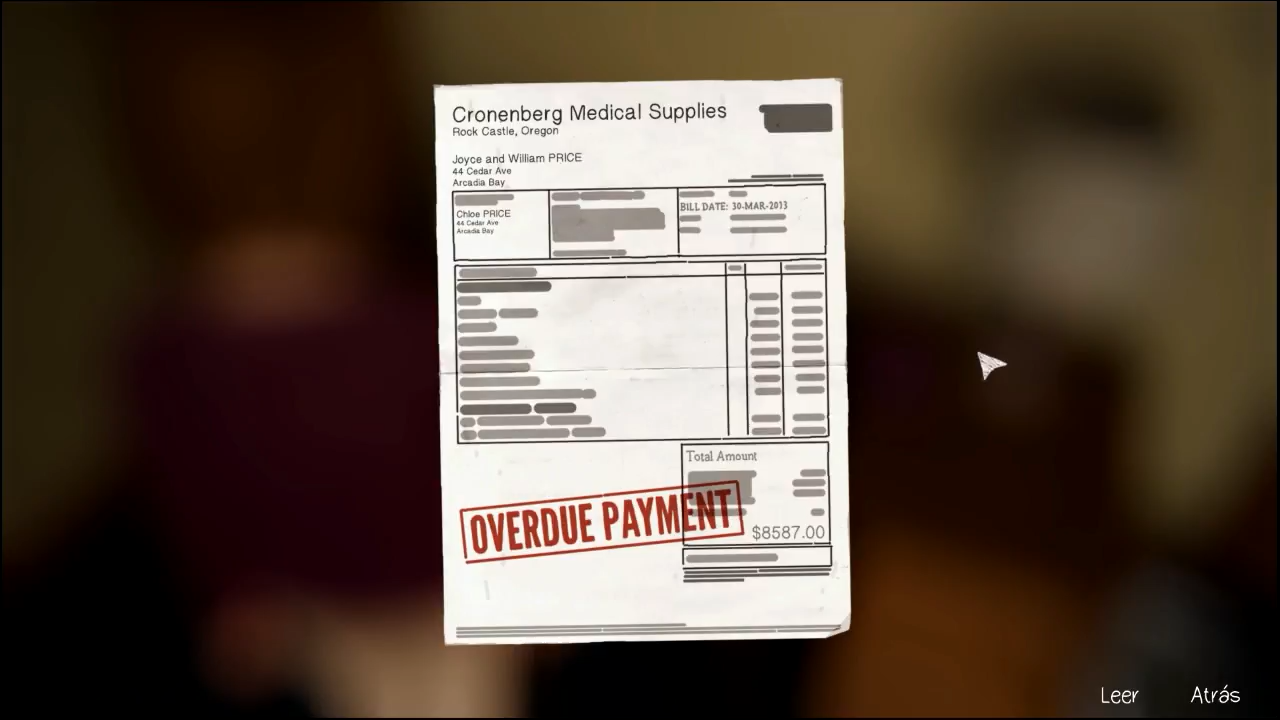 Cronenberg Medical Supplies
Rock Castle, Oregon
Joyce and William PRICE
44 Cedar Ave
Arcadia Bay
Chloe PRICE
44 Cedar Ave
Arcadia Bay
BILL DATE: 30-MAR-2013
Total Amount
OVERDUE PAYMENT
$8587.00
Leer
Atrás